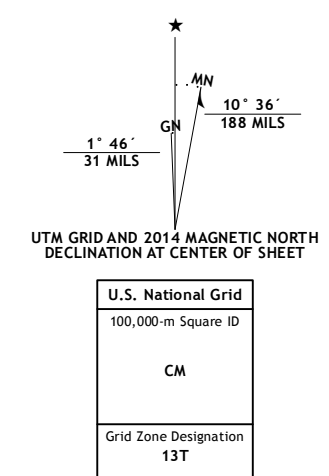 MN
GN
10° 36´
188 MILS
1° 46´
31 MILS
UTM GRID AND 2014 MAGNETIC NORTH
DECLINATION AT CENTER OF SHEET
U.S. National Grid
100,000-m Square ID
CM
Grid Zone Designation
13T